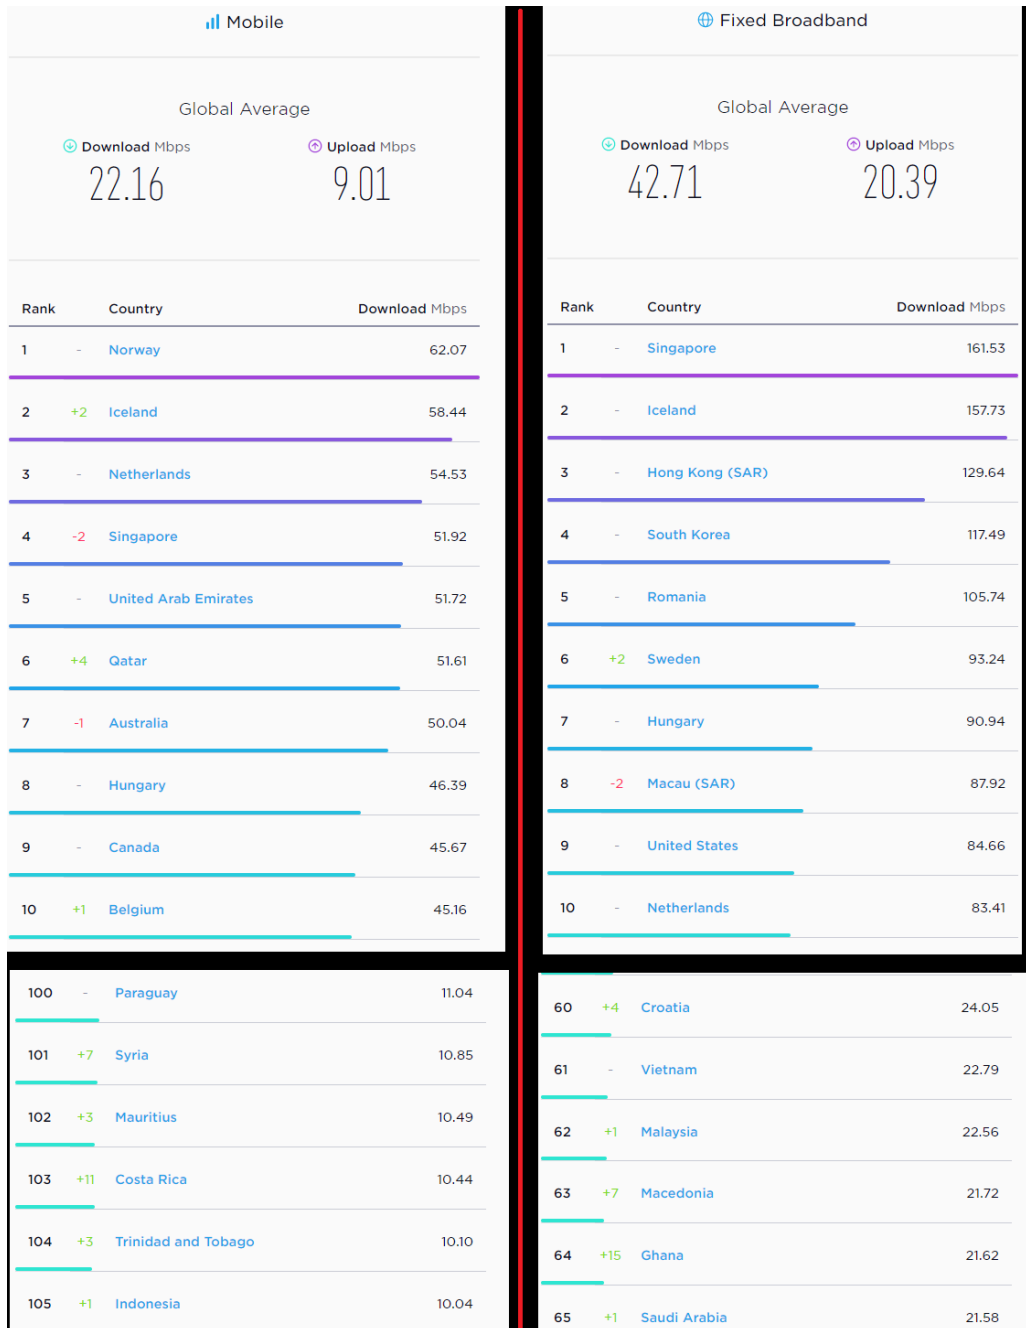 Mobile
Global Average
Download Mbps Upload Mbps
22.16 9.01
Rank Country Download Mbps
1 - Norway 62.07
2 +2 Iceland 58.44
3 - Netherlands 54.53
4 -2 Singapore 51.92
5 - United Arab Emirates 51.72
6 +4 Qatar 51.61
7 -1 Australia 50.04
8 - Hungary 46.39
9 - Canada 45.67
10 +1 Belgium 45.16
100 - Paraguay 11.04
101 +7 Syria 10.85
102 +3 Mauritius 10.49
103 +11 Costa Rica 10.44
104 +3 Trinidad and Tobago 10.10
105 +1 Indonesia 10.04
Fixed Broadband
Global Average
Download Mbps Upload Mbps
42.71 20.39
Rank Country Download Mbps
1 - Singapore 161.53
2 - Iceland 157.73
3 - Hong Kong (SAR) 129.64
4 - South Korea 117.49
5 - Romania 105.74
6 +2 Sweden 93.24
7 - Hungary 90.94
8 -2 Macau (SAR) 87.92
9 - United States 84.66
10 - Netherlands 83.41
60 +4 Croatia 24.05
61 - Vietnam 22.79
62 +1 Malaysia 22.56
63 +7 Macedonia 21.72
64 +15 Ghana 21.62
65 +1 Saudi Arabia 21.58